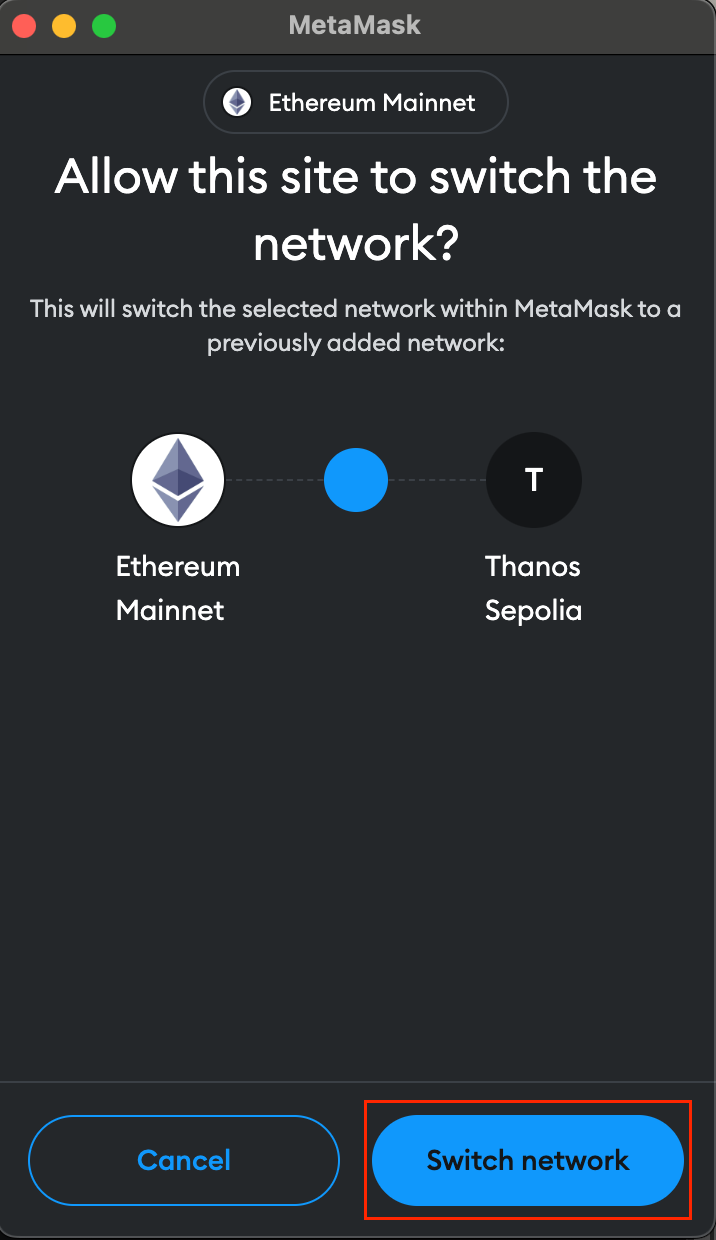 MetaMask
Ethereum Mainnet
Allow this site to switch the
network?
This will switch the selected network within MetaMask to a
previously added network:
T
Ethereum
Mainnet
Thanos
Sepolia
Cancel
Switch network